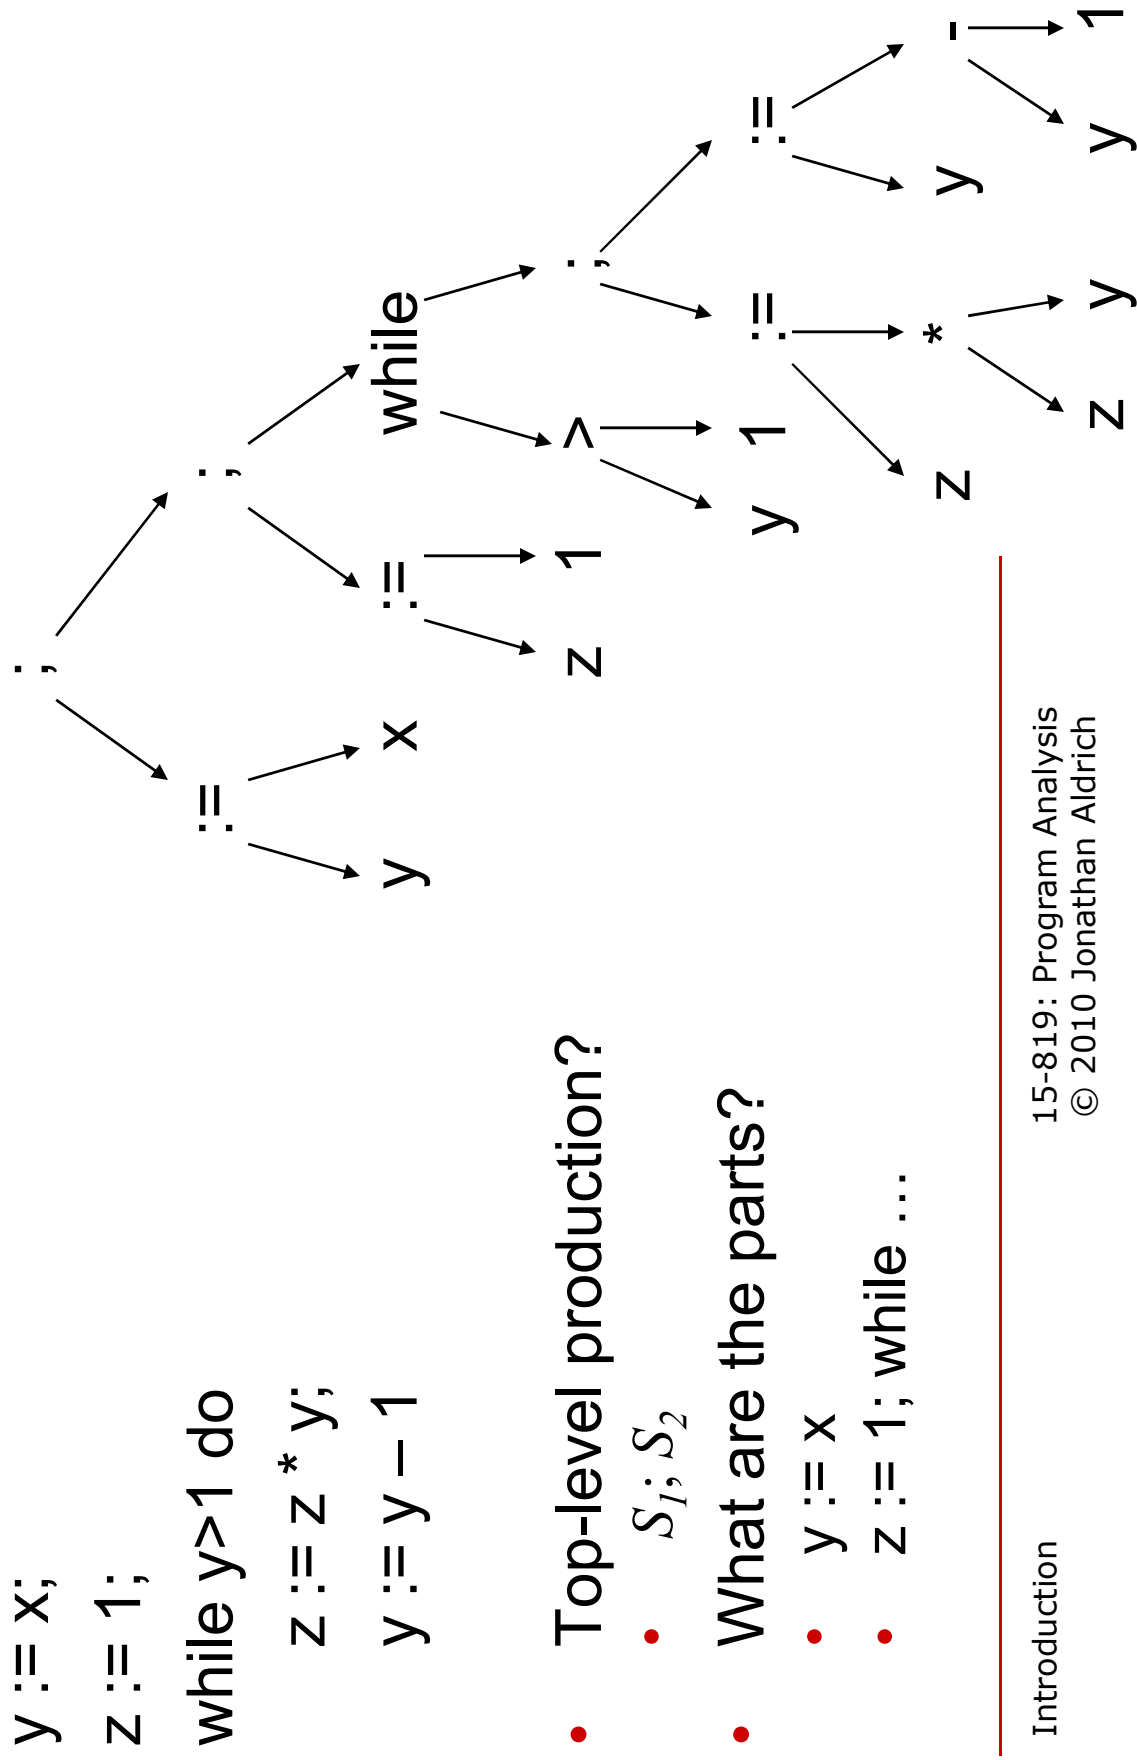 y := x;
z := 1;
while y>1 do
z := z * y;
y := y – 1
• Top-level production?
• S1; S2
• What are the parts?
• y := x
• z := 1; while …
;
:= ;
y x := while
z 1 > ;
y 1 := :=
z * y -
z y y 1
Introduction
15-819: Program Analysis
© 2010 Jonathan Aldrich